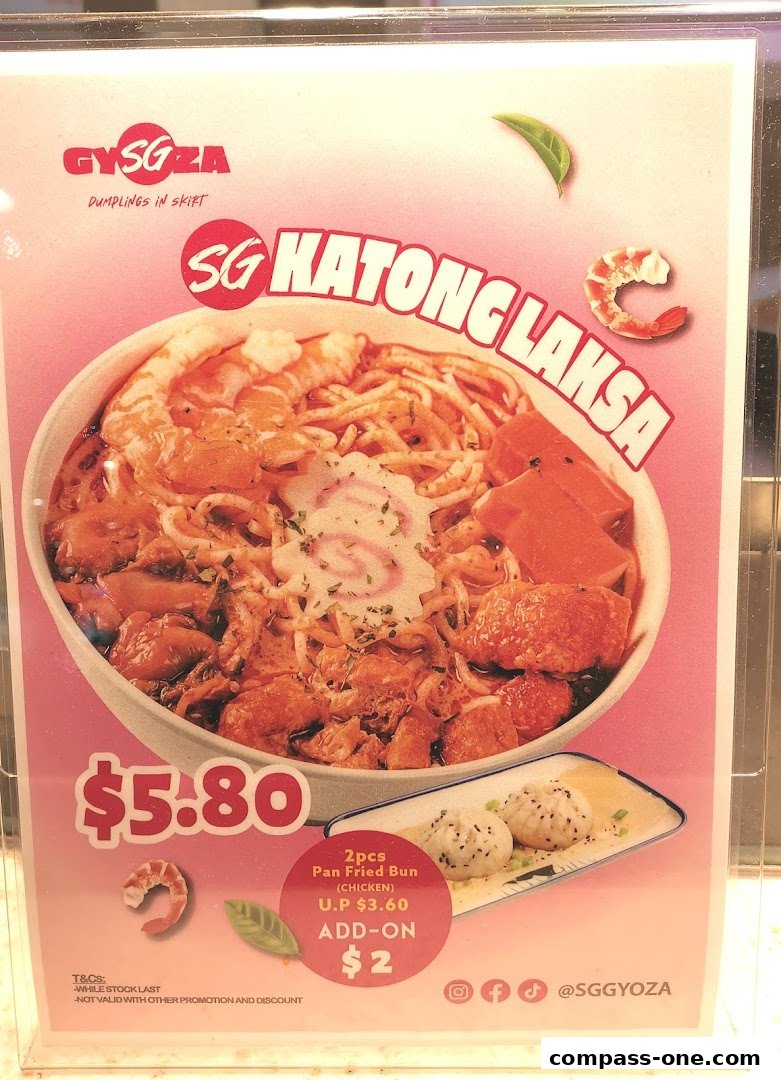 GYSGZA
DUMPLINGS IN SKIRT
SG KATONG LAKSA
$5.80
2pcs
Pan Fried Bun
(CHICKEN)
U.P $3.60
ADD-ON
$2
T&Cs:
-WHILE STOCK LAST
-NOT VALID WITH OTHER PROMOTION AND DISCOUNT
@SGGYOZA
compass-one.com